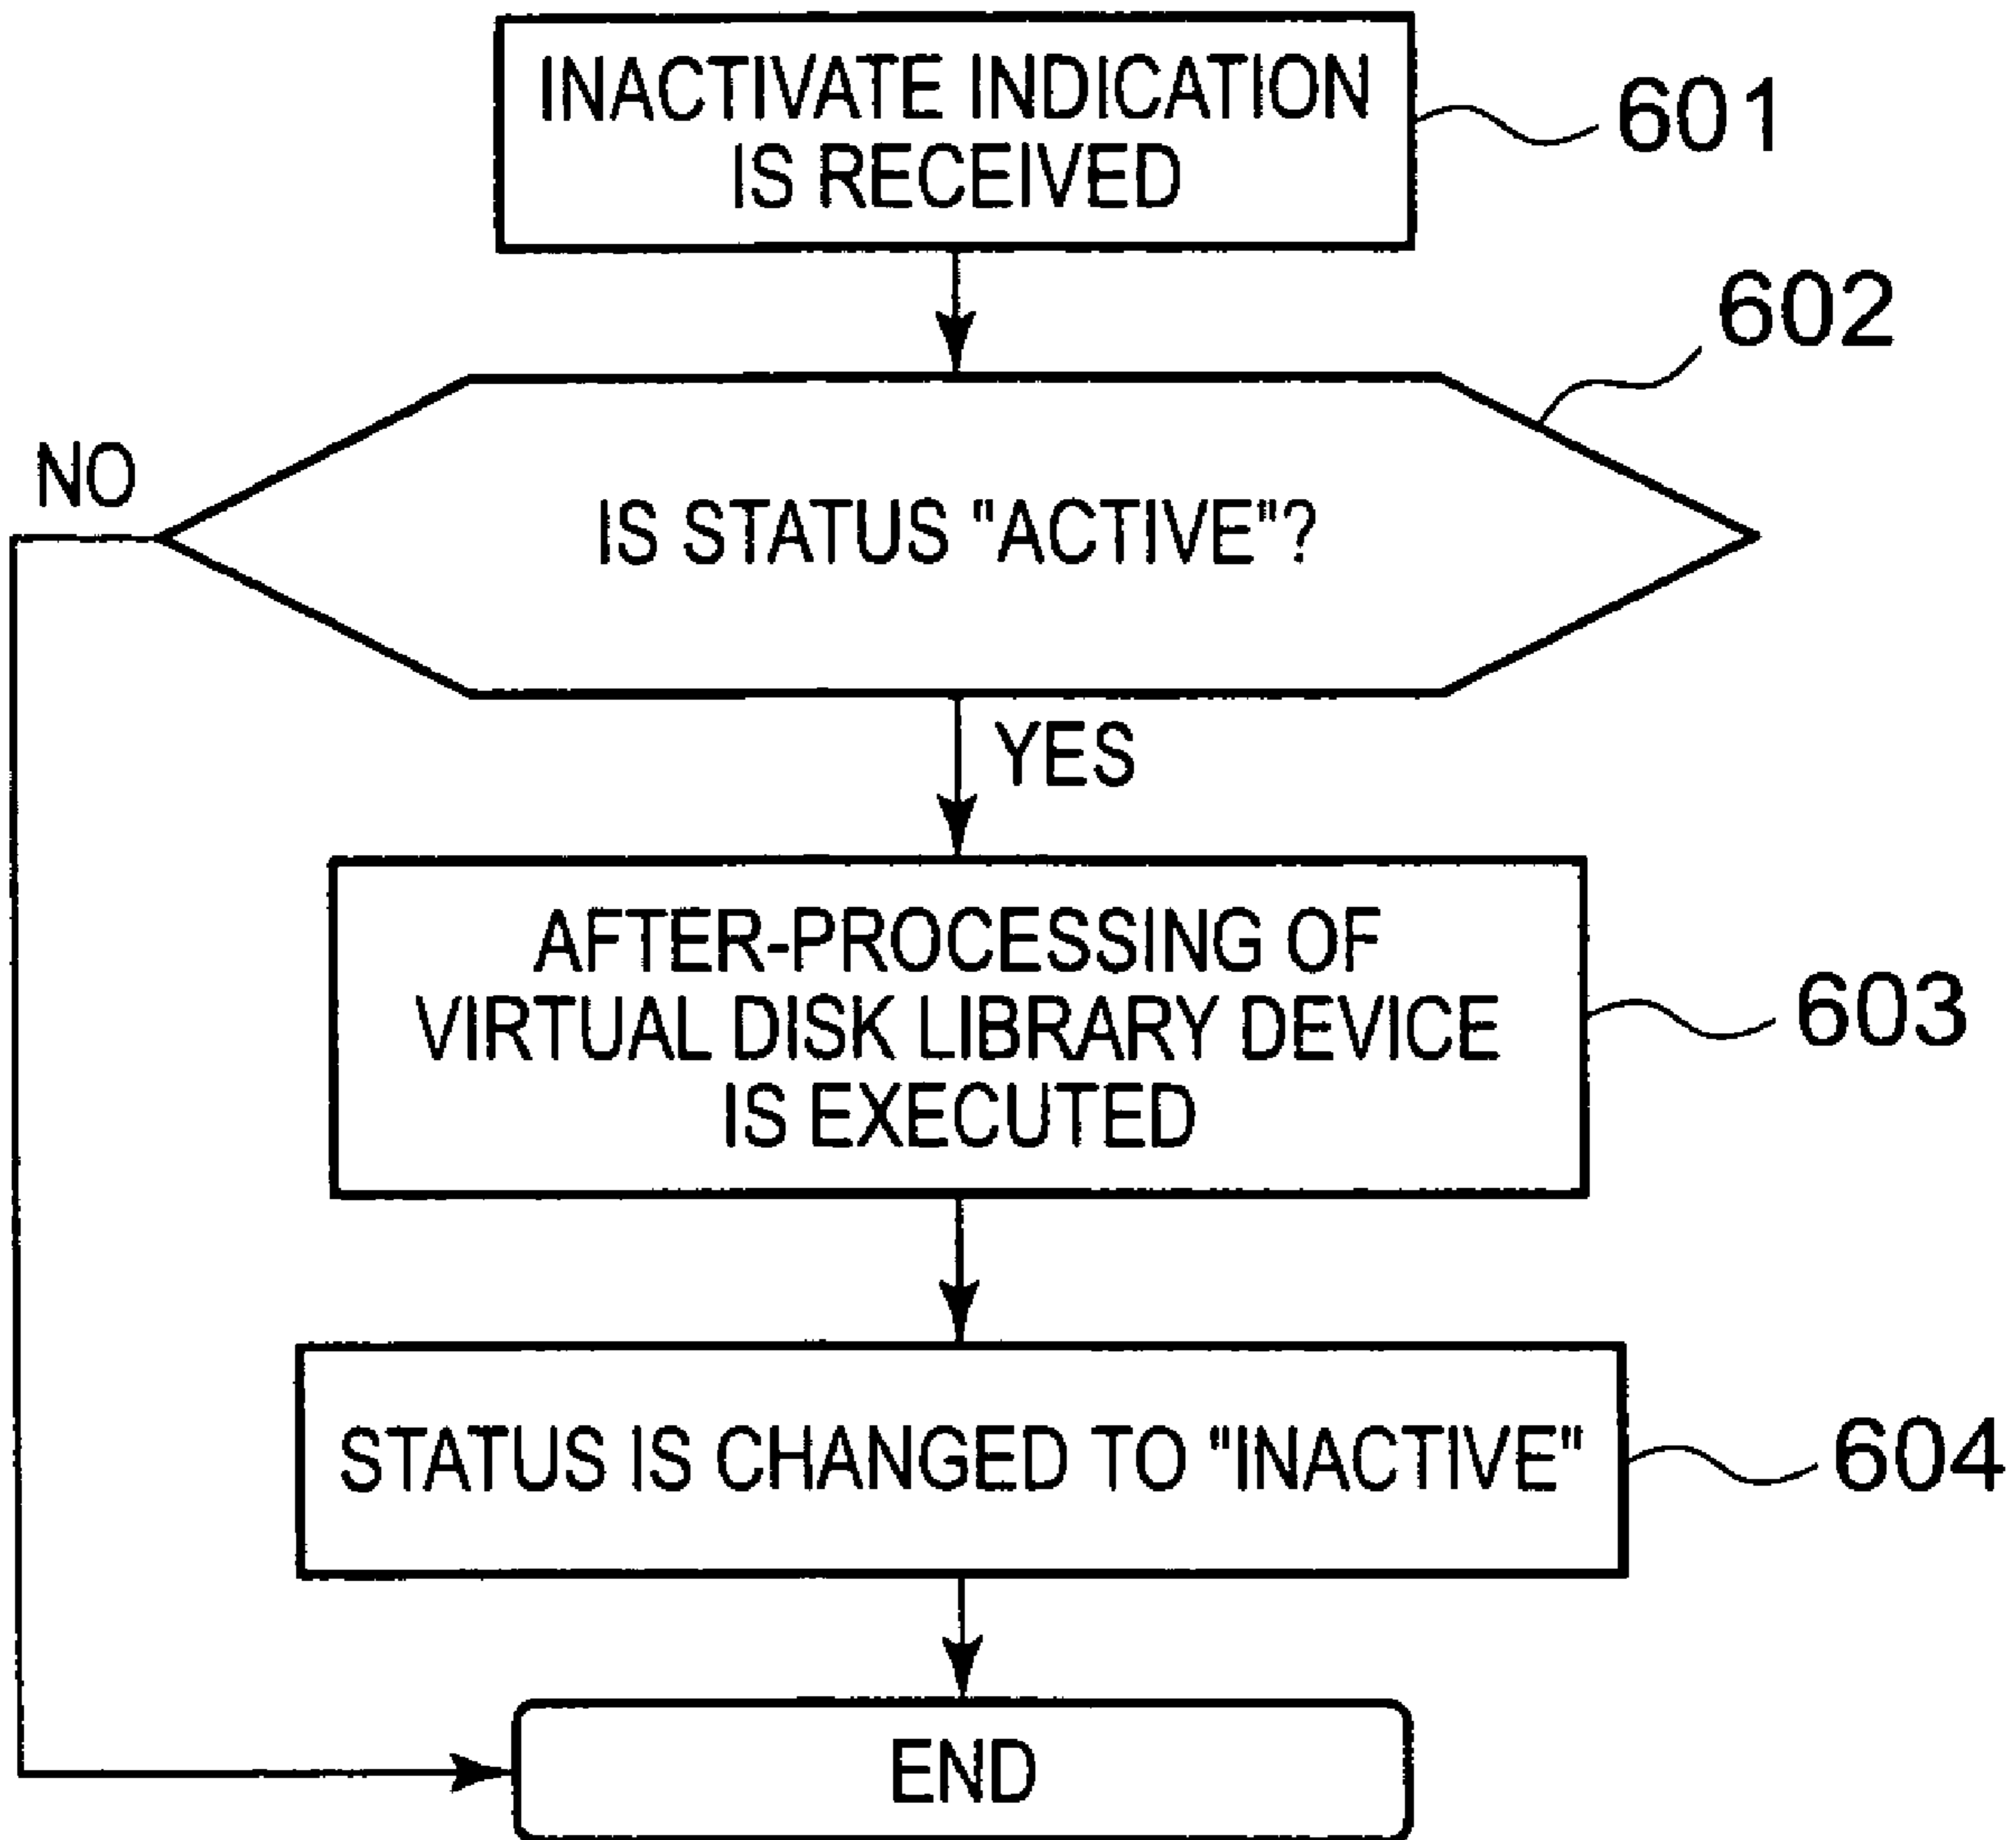 INACTIVATE INDICATION
IS RECEIVED
601
602
NO
IS STATUS "ACTIVE"?
YES
AFTER-PROCESSING OF
VIRTUAL DISK LIBRARY DEVICE
IS EXECUTED
603
STATUS IS CHANGED TO "INACTIVE"
604
END